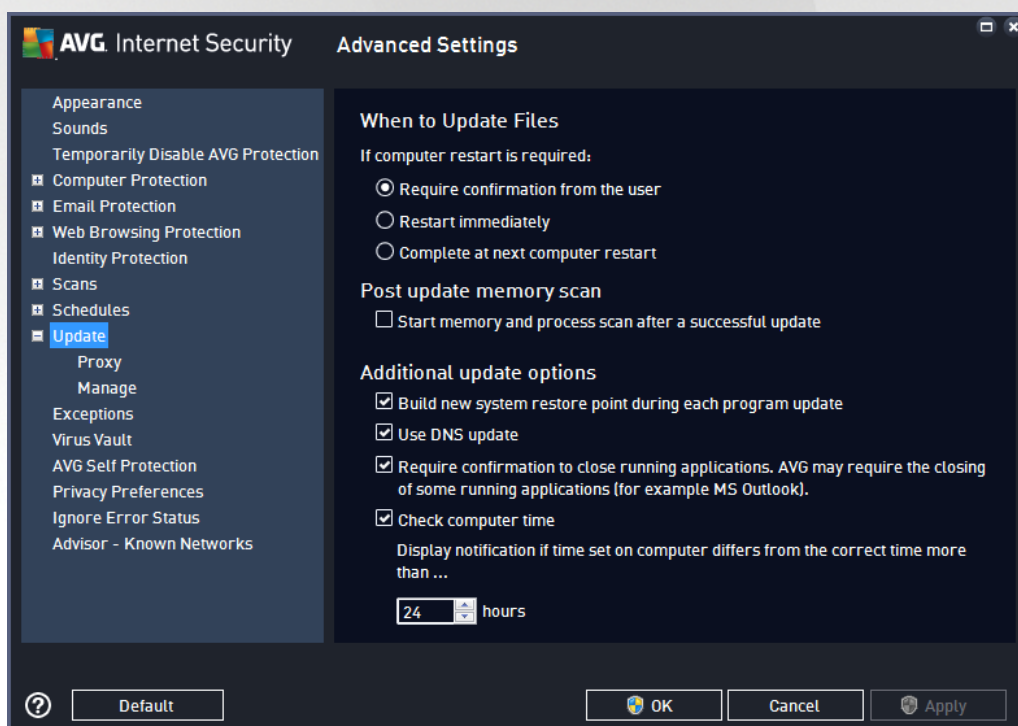 AVG. Internet Security
Advanced Settings
Appearance
Sounds
Temporarily Disable AVG Protection
Computer Protection
Email Protection
Web Browsing Protection
Identity Protection
Scans
Schedules
Update
Proxy
Manage
Exceptions
Virus Vault
AVG Self Protection
Privacy Preferences
Ignore Error Status
Advisor - Known Networks
When to Update Files
If computer restart is required:
Require confirmation from the user
Restart immediately
Complete at next computer restart
Post update memory scan
Start memory and process scan after a successful update
Additional update options
Build new system restore point during each program update
Use DNS update
Require confirmation to close running applications. AVG may require the closing
of some running applications (for example MS Outlook).
Check computer time
Display notification if time set on computer differs from the correct time more
than ...
24 hours
? Default
OK
Cancel
Apply